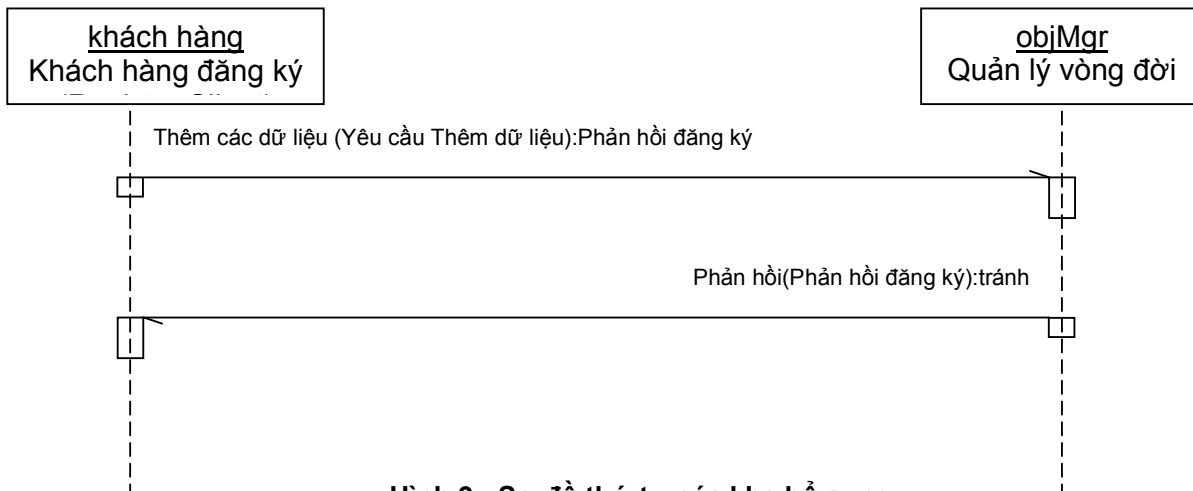 khách hàng
Khách hàng đăng ký
objMgr
Quản lý vòng đời
Thêm các dữ liệu (Yêu cầu Thêm dữ liệu):Phản hồi đăng ký
Phản hồi(Phản hồi đăng ký):tránh